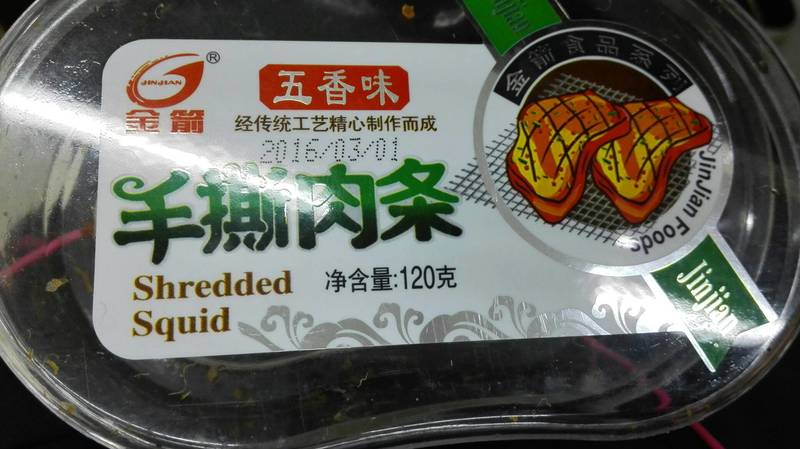 JINJIAN
®
金箭
五香味
经传统工艺精心制作而成
2016/03/01
手撕肉条
Shredded
Squid
净含量:120克
金箭食品系列
JinJian Foods
Jinjian
Jinjian